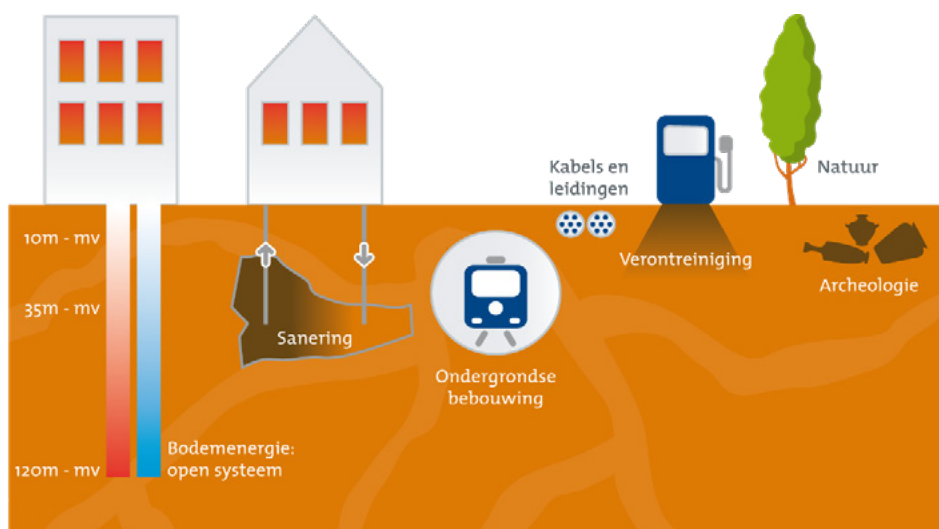 Kabels en
leidingen
Natuur
10m - mv
Verontreiniging
Archeologie
35m - mv
Sanering
Ondergrondse
bebouwing
Bodemenergie:
open systeem
120m - mv